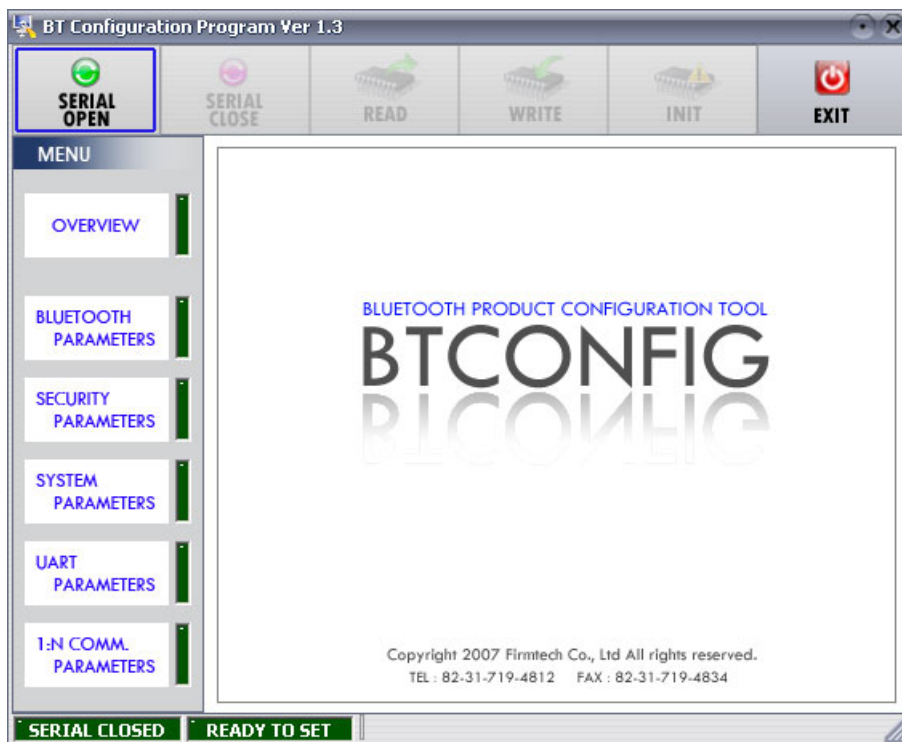 BT Configuration Program Ver 1.3
SERIAL
OPEN
SERIAL
CLOSE
READ
WRITE
INIT
EXIT
MENU
OVERVIEW
BLUETOOTH
PARAMETERS
SECURITY
PARAMETERS
SYSTEM
PARAMETERS
UART
PARAMETERS
1:N COMM.
PARAMETERS
BLUETOOTH PRODUCT CONFIGURATION TOOL
BTCONFIG
Copyright 2007 Firmtech Co., Ltd All rights reserved.
TEL : 82-31-719-4812 FAX : 82-31-719-4834
SERIAL CLOSED
READY TO SET